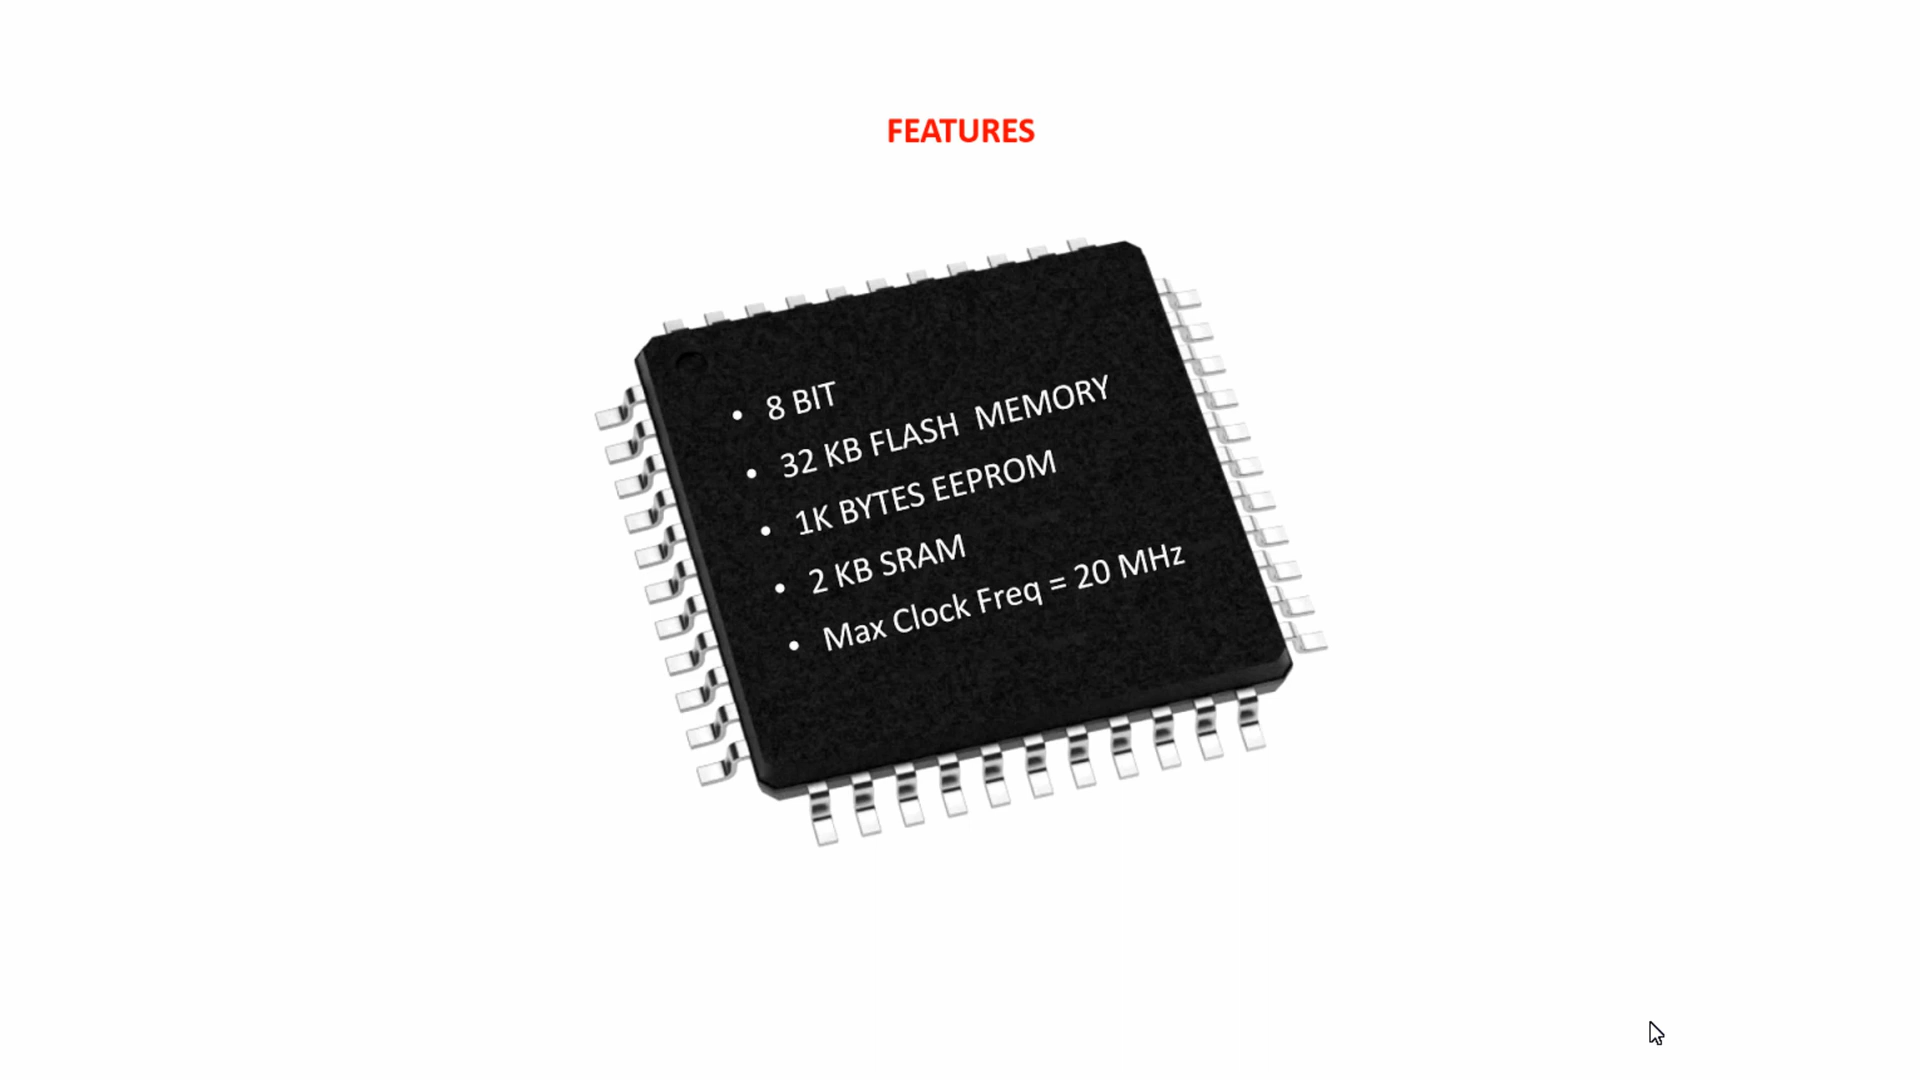 FEATURES
• 8 BIT
• 32 KB FLASH MEMORY
• 1K BYTES EEPROM
• 2 KB SRAM
• Max Clock Freq = 20 MHz